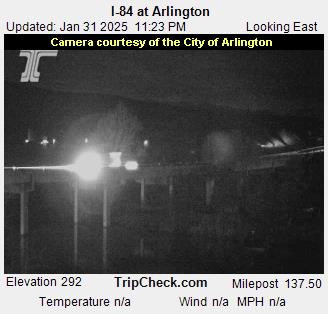 I-84 at Arlington
Updated: Jan 31 2025 11:23 PM Looking East
Camera courtesy of the City of Arlington
Elevation 292 TripCheck.com Milepost 137.50
Temperature n/a Wind n/a MPH n/a